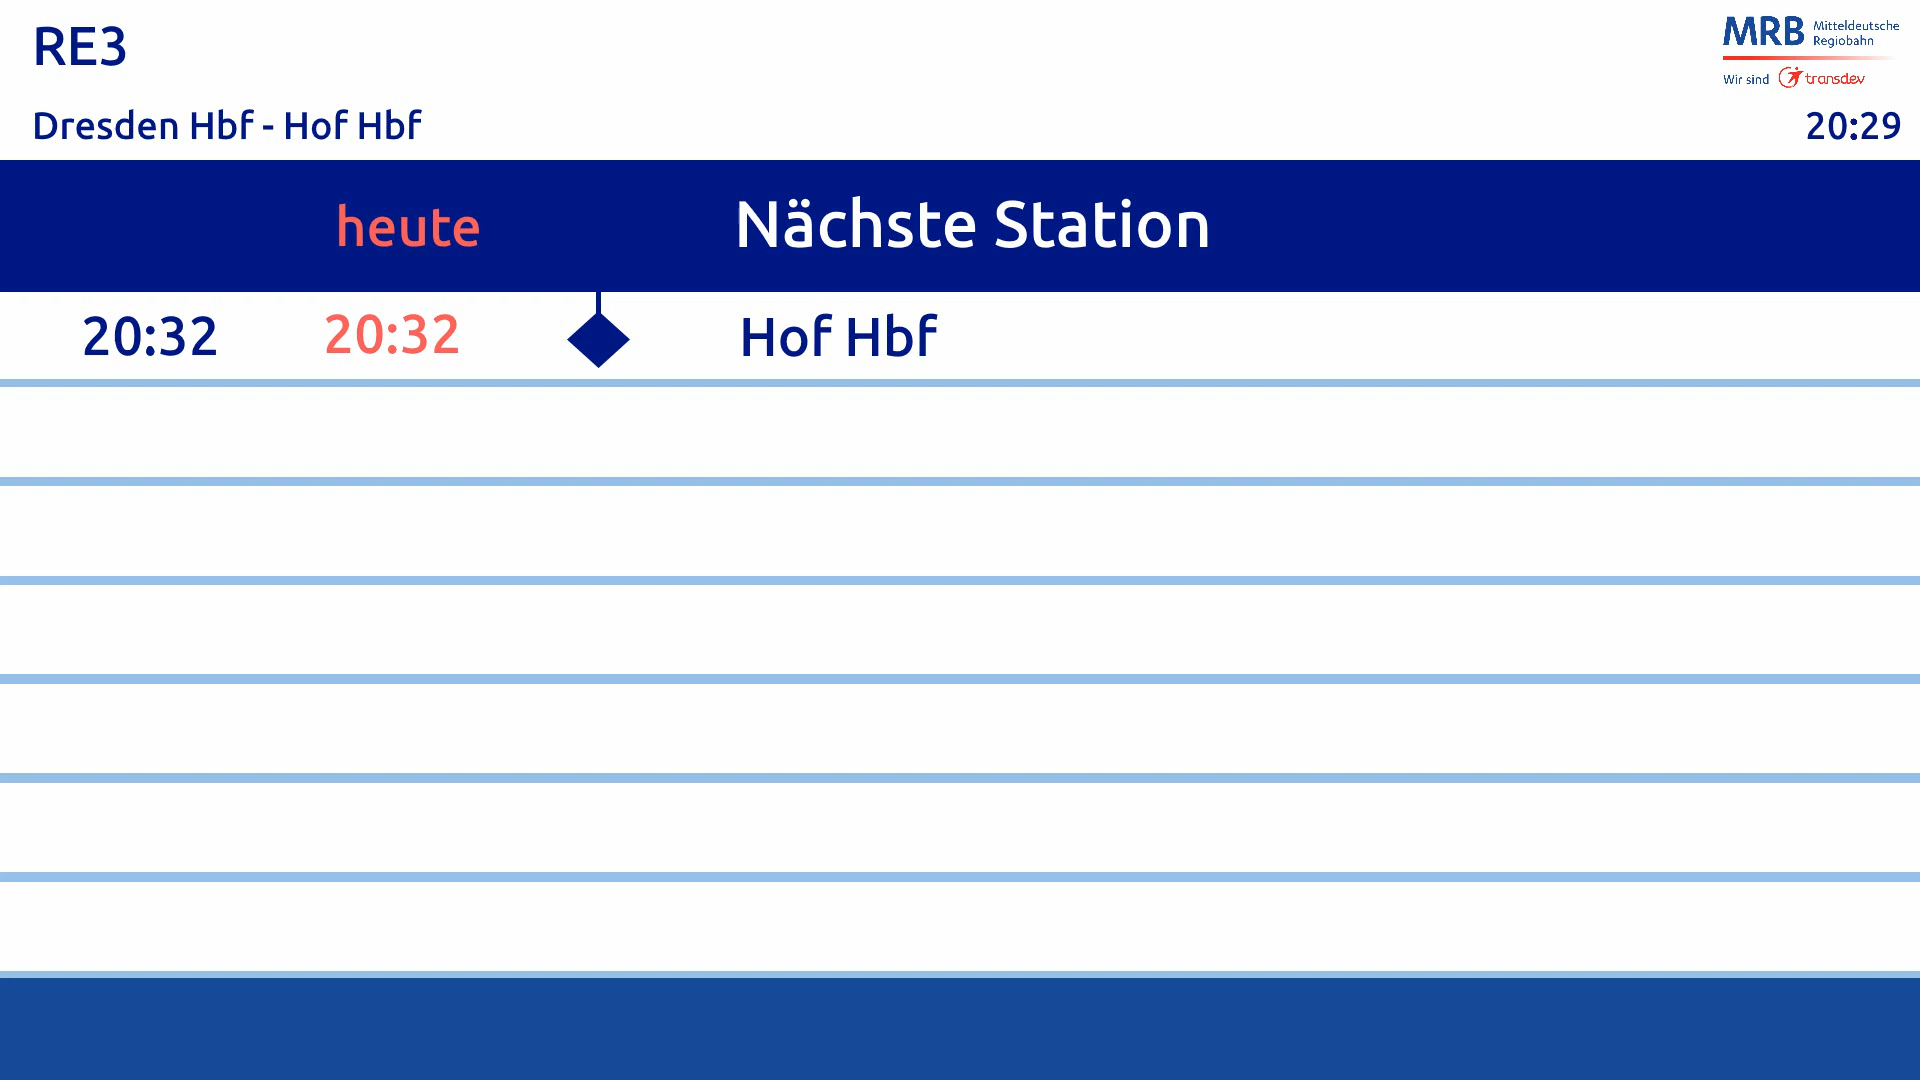 RE3
MRB Mitteldeutsche
Regiobahn
Wir sind transdev
Dresden Hbf - Hof Hbf
20:29
heute Nächste Station
20:32 20:32 Hof Hbf